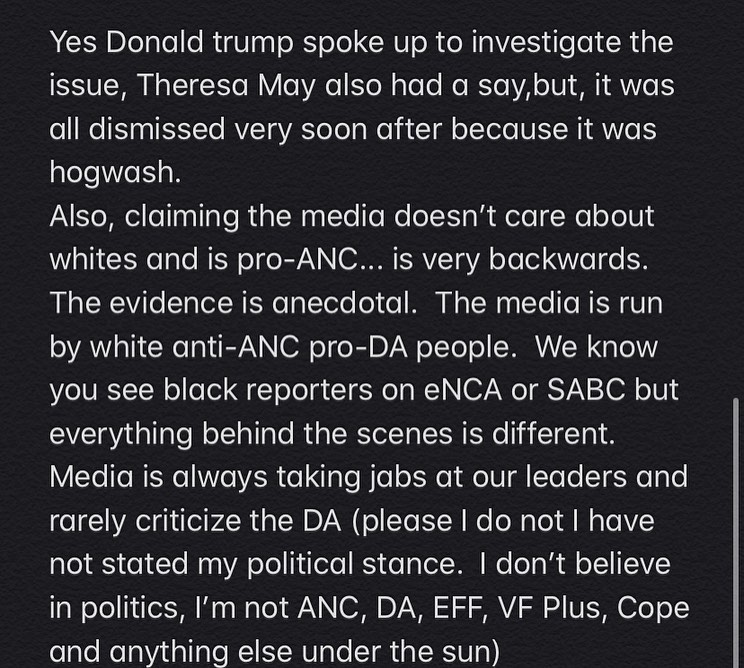 Yes Donald trump spoke up to investigate the
issue, Theresa May also had a say,but, it was
all dismissed very soon after because it was
hogwash.
Also, claiming the media doesn’t care about
whites and is pro-ANC... is very backwards.
The evidence is anecdotal.  The media is run
by white anti-ANC pro-DA people.  We know
you see black reporters on eNCA or SABC but
everything behind the scenes is different.
Media is always taking jabs at our leaders and
rarely criticize the DA (please I do not I have
not stated my political stance.  I don’t believe
in politics, I’m not ANC, DA, EFF, VF Plus, Cope
and anything else under the sun)